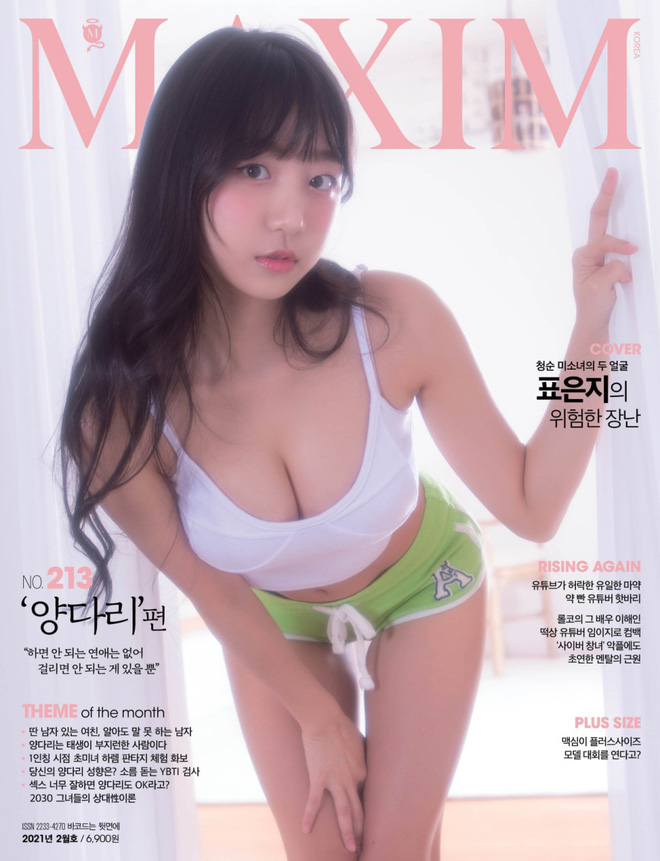 MAXIM
KOREA
COVER
청순 미소녀의 두 얼굴
표은지의
위험한 장난
NO. 213
‘양다리’편
“하면 안 되는 연애는 없어
걸리면 안 되는 게 있을 뿐”
THEME of the month
딴 남자 있는 여친, 알아도 말 못 하는 남자
양다리는 태생이 부지런한 사람이다
1인칭 시점 초미녀 하렘 판타지 체험 화보
당신의 양다리 성향은? 소름 돋는 YBTI 검사
섹스 너무 잘하면 양다리도 OK라고?
2030 그녀들의 상대性이론
ISSN 2233-4270 바코드는 뒷면에
2021년 2월호 / 6,900원
RISING AGAIN
유튜브가 허락한 유일한 마약
약 빤 유튜버 핫바리
롤코의 그 배우 이해인
떡상 유튜버 임이지로 컴백
‘사이버 창녀’ 악플에도
초연한 멘탈의 근원
PLUS SIZE
맥심이 플러스사이즈
모델 대회를 연다고?
A